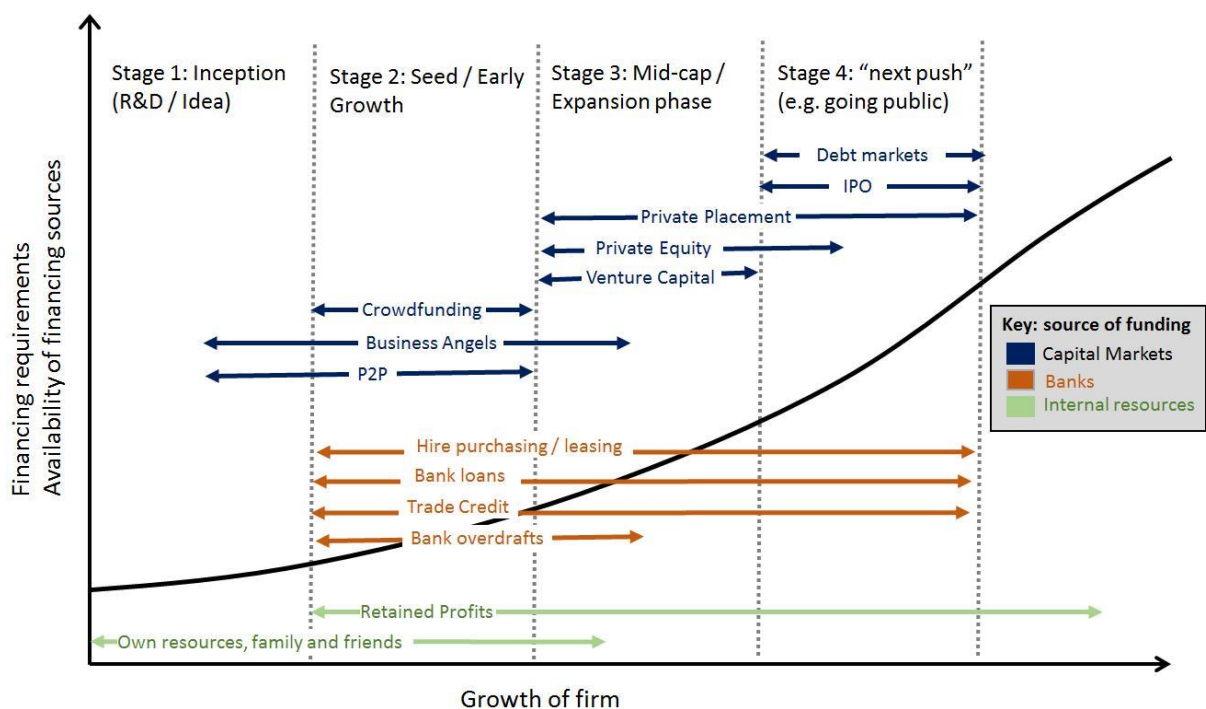 Stage 1: Inception
(R&D / Idea)
Stage 2: Seed / Early
Growth
Stage 3: Mid-cap /
Expansion phase
Stage 4: “next push”
(e.g. going public)
Debt markets
IPO
Private Placement
Private Equity
Venture Capital
Crowdfunding
Business Angels
P2P
Hire purchasing / leasing
Bank loans
Trade Credit
Bank overdrafts
Retained Profits
Own resources, family and friends
Financing requirements
Availability of financing sources
Growth of firm
Key: source of funding
Capital Markets
Banks
Internal resources